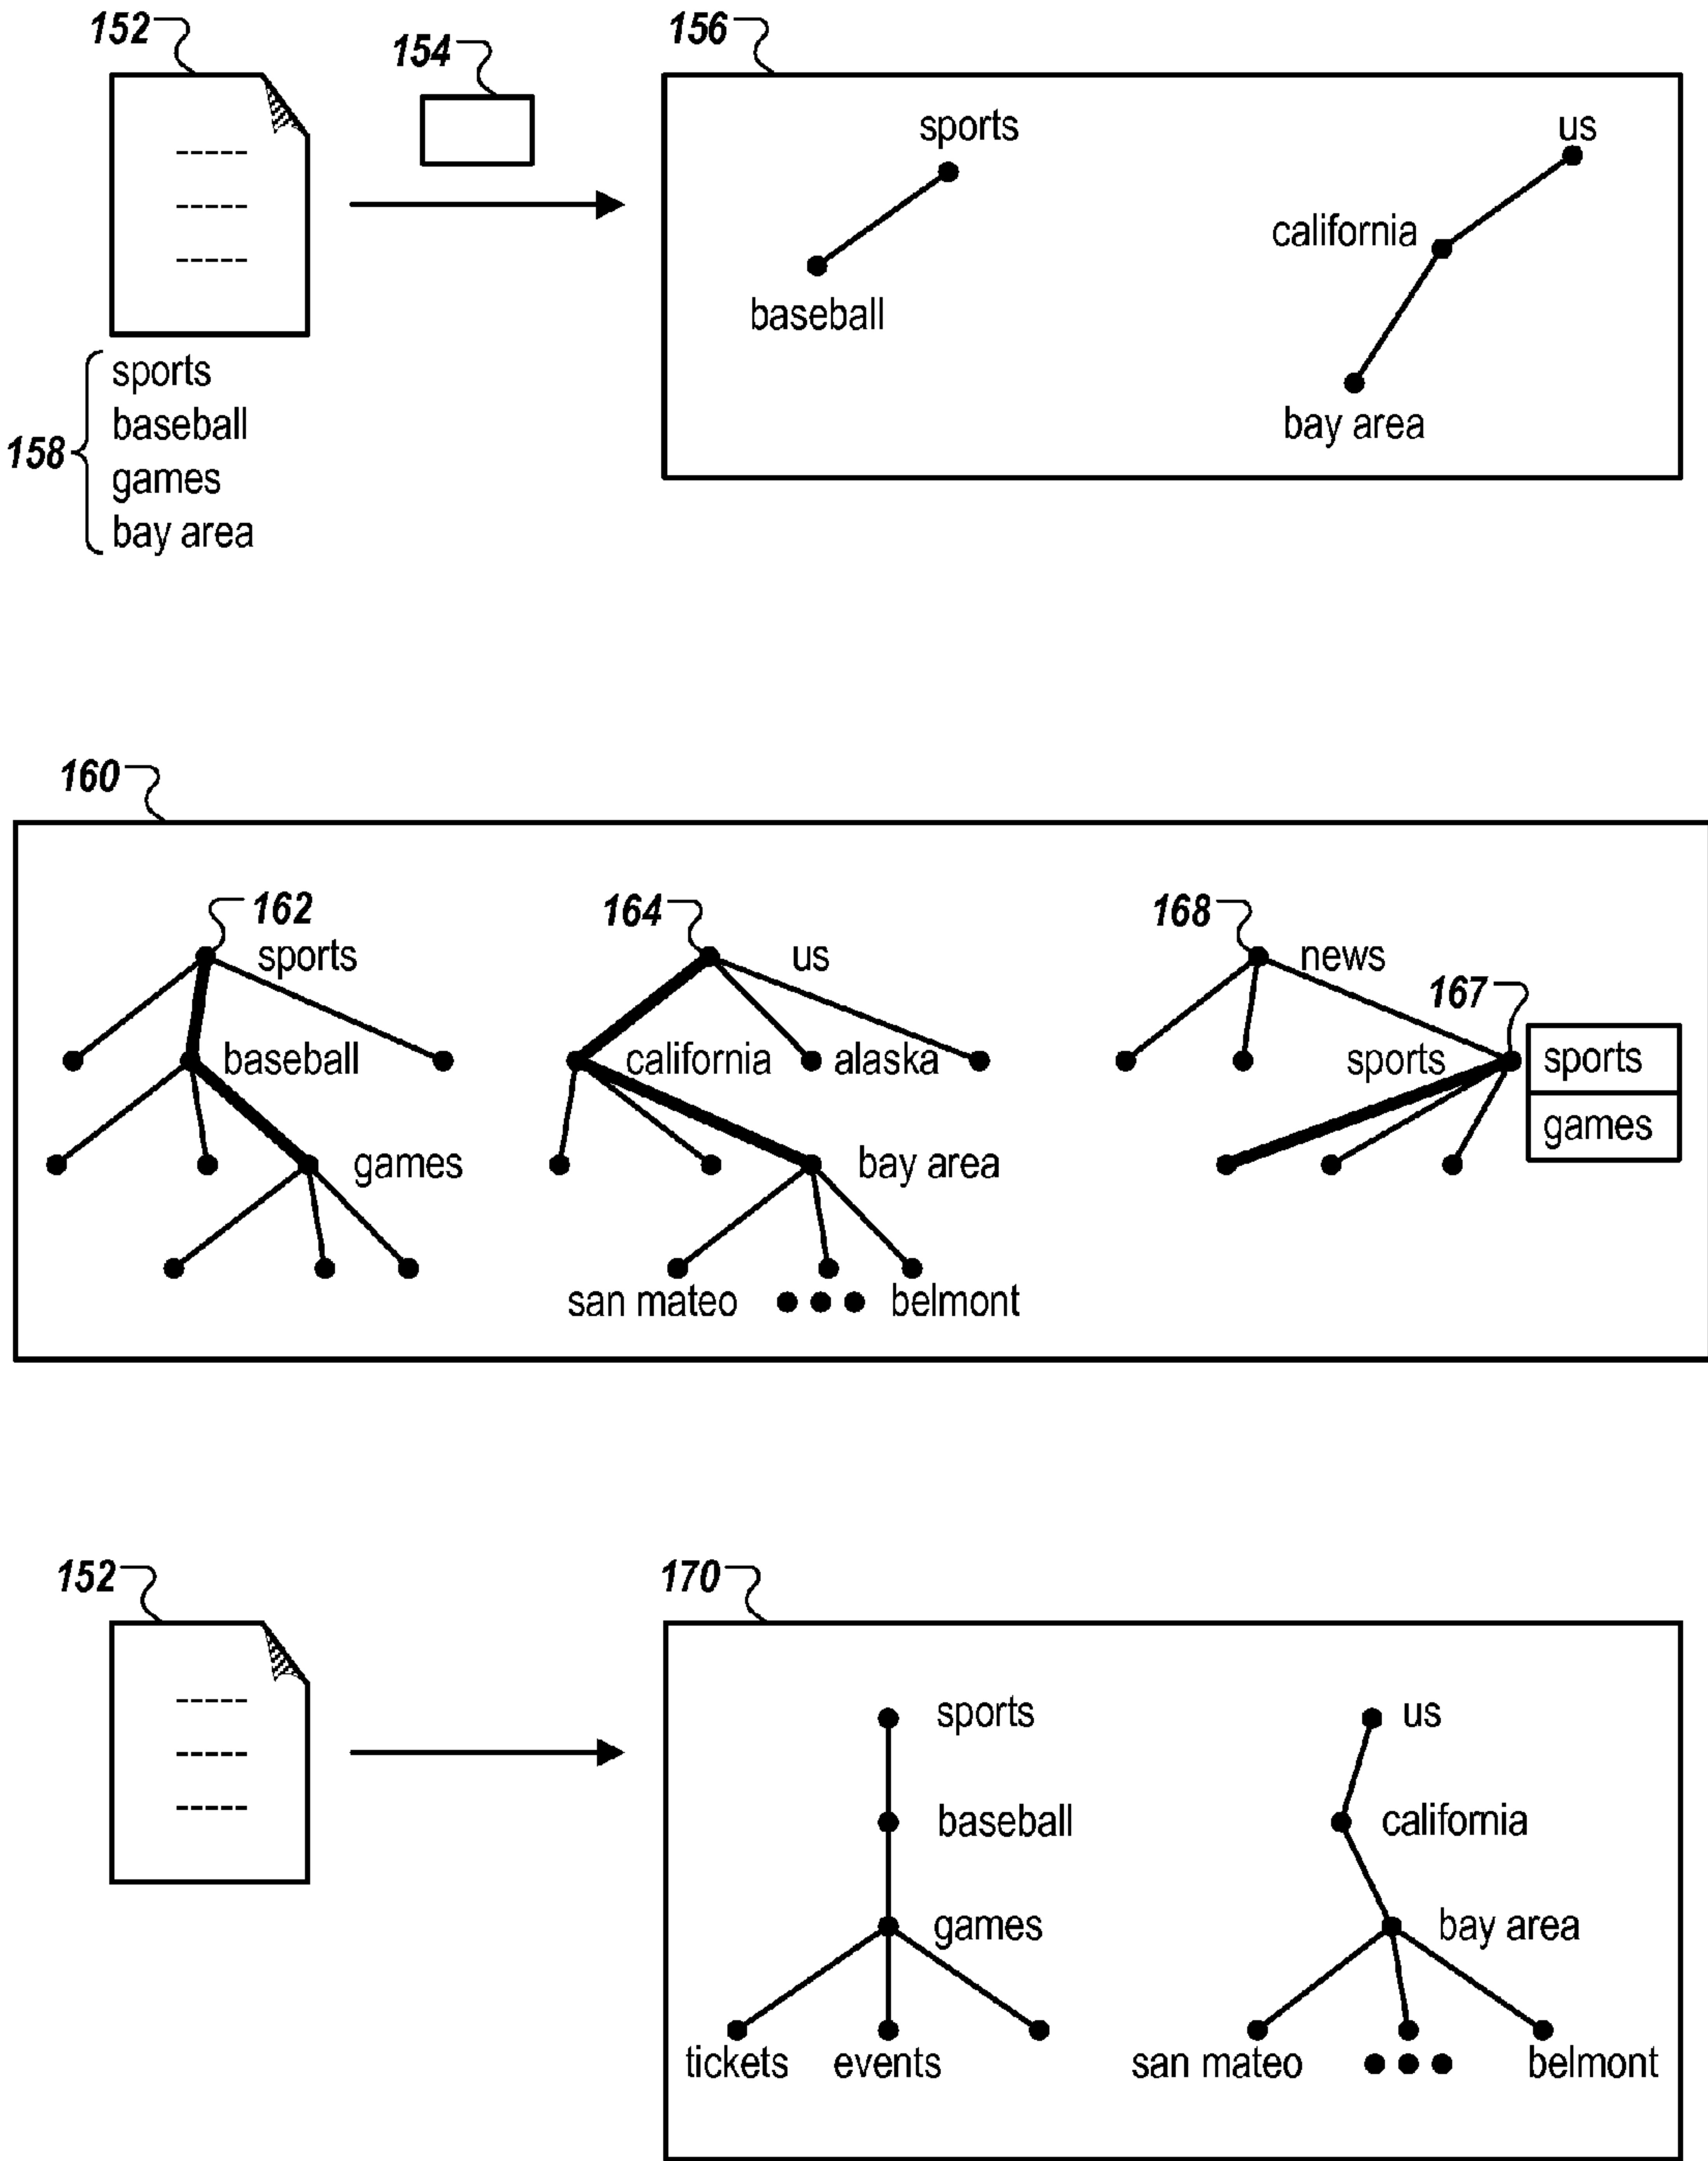 152
154
156
sports
us
california
baseball
bay area
158
sports
baseball
games
bay area
160
162
164
168
sports
us
news
167
baseball
california
alaska
sports
sports
games
games
bay area
san mateo
belmont
152
170
sports
us
baseball
california
games
bay area
tickets
events
san mateo
belmont